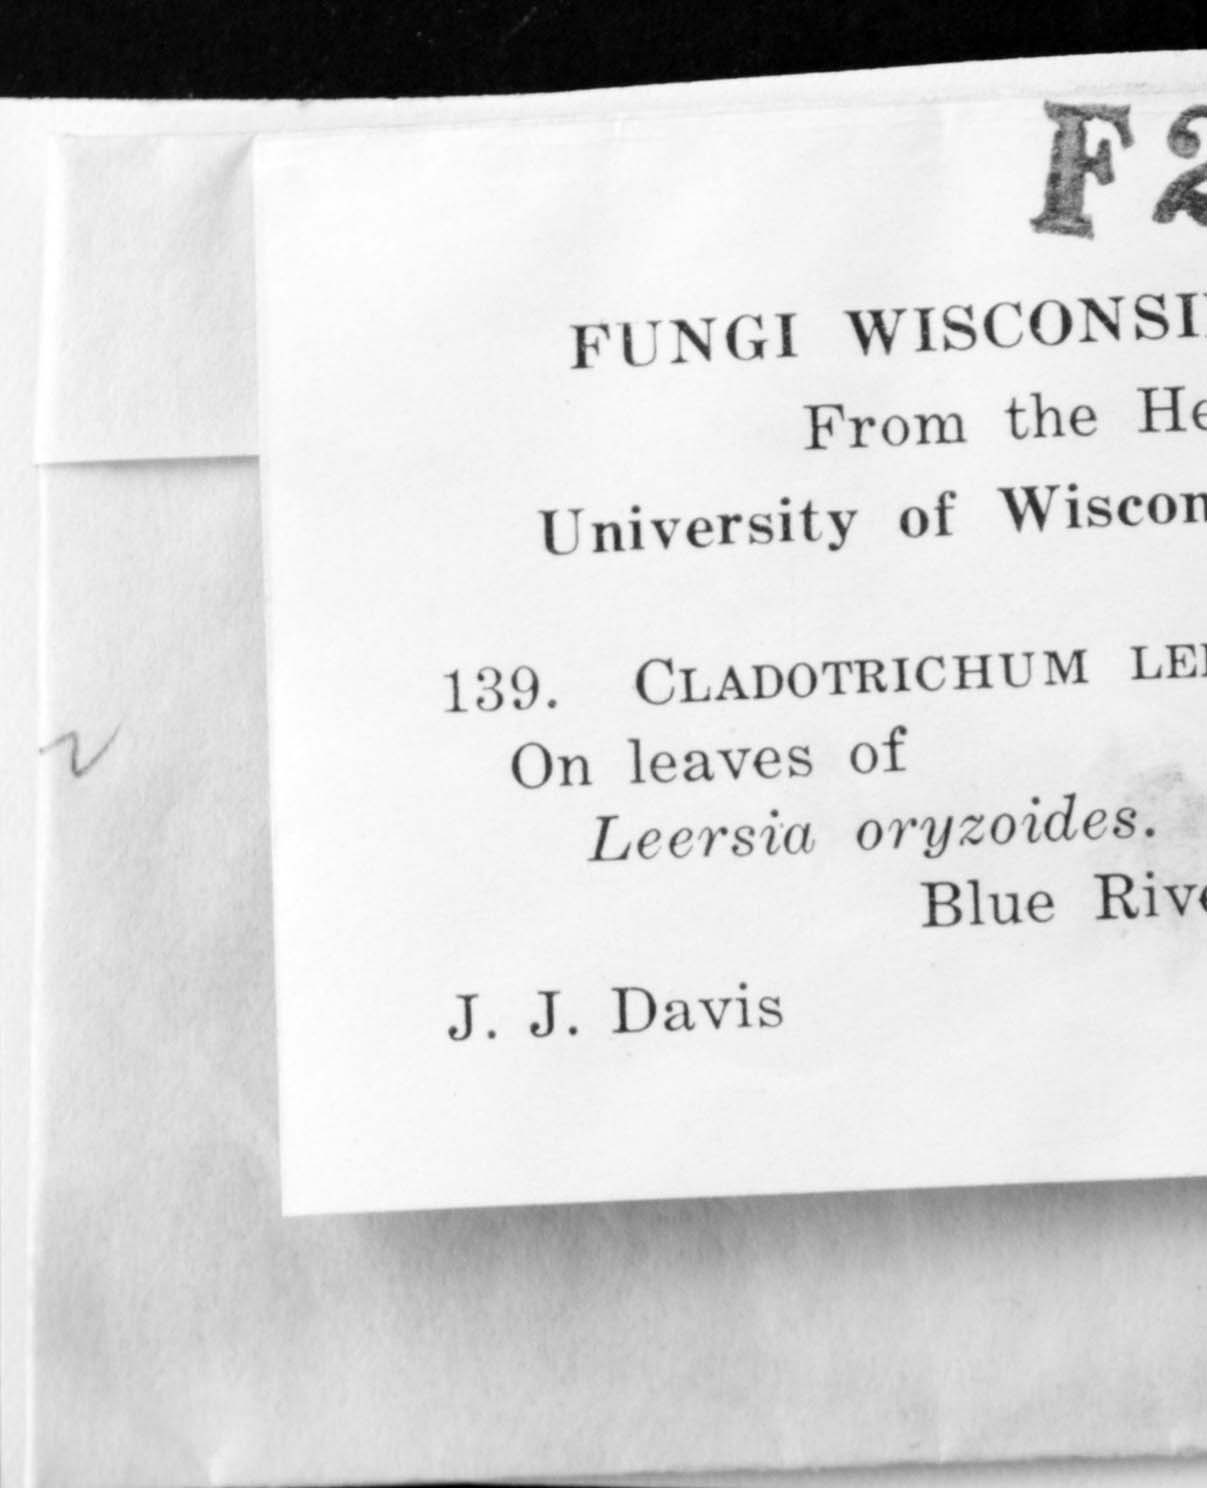 F2
FUNGI WISCONSI
From the He
University of Wiscon
139. CLADOTRICHUM LE
On leaves of
Leersia oryzoides.
Blue Rive
J. J. Davis